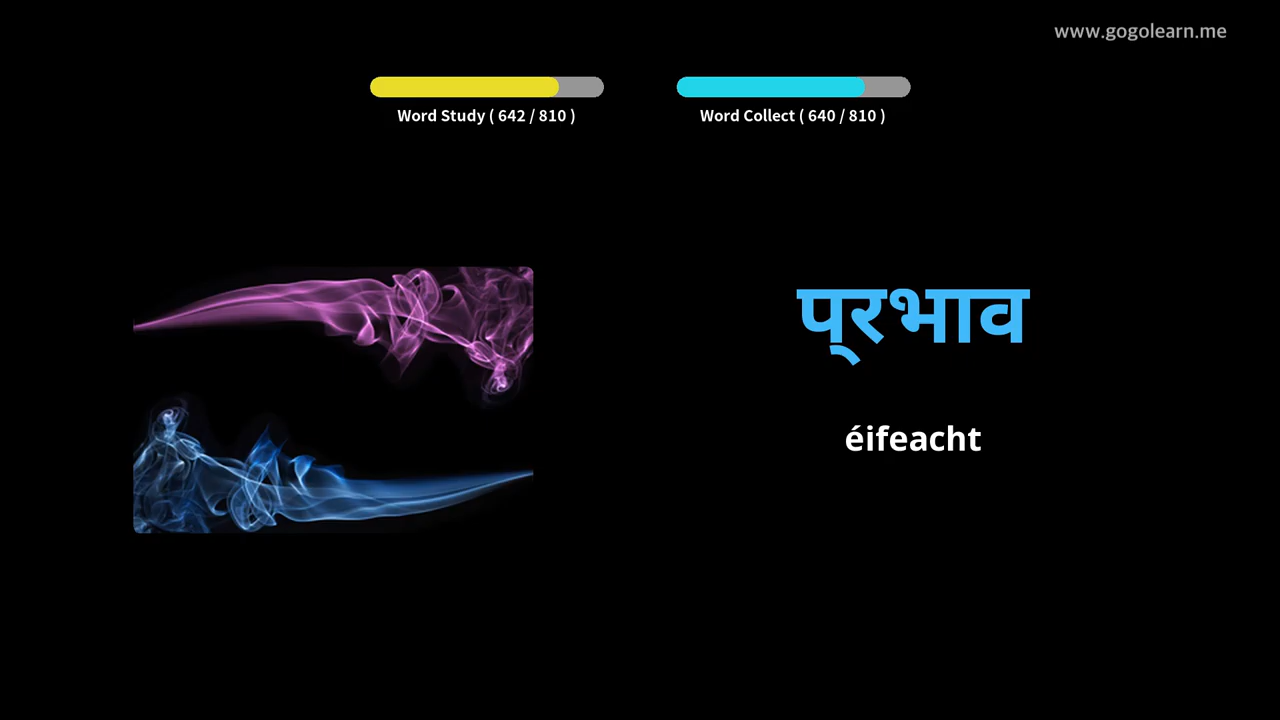 www.gogolearn.me
Word Study ( 642 / 810 )
Word Collect ( 640 / 810 )
प्रभाव
éifeacht